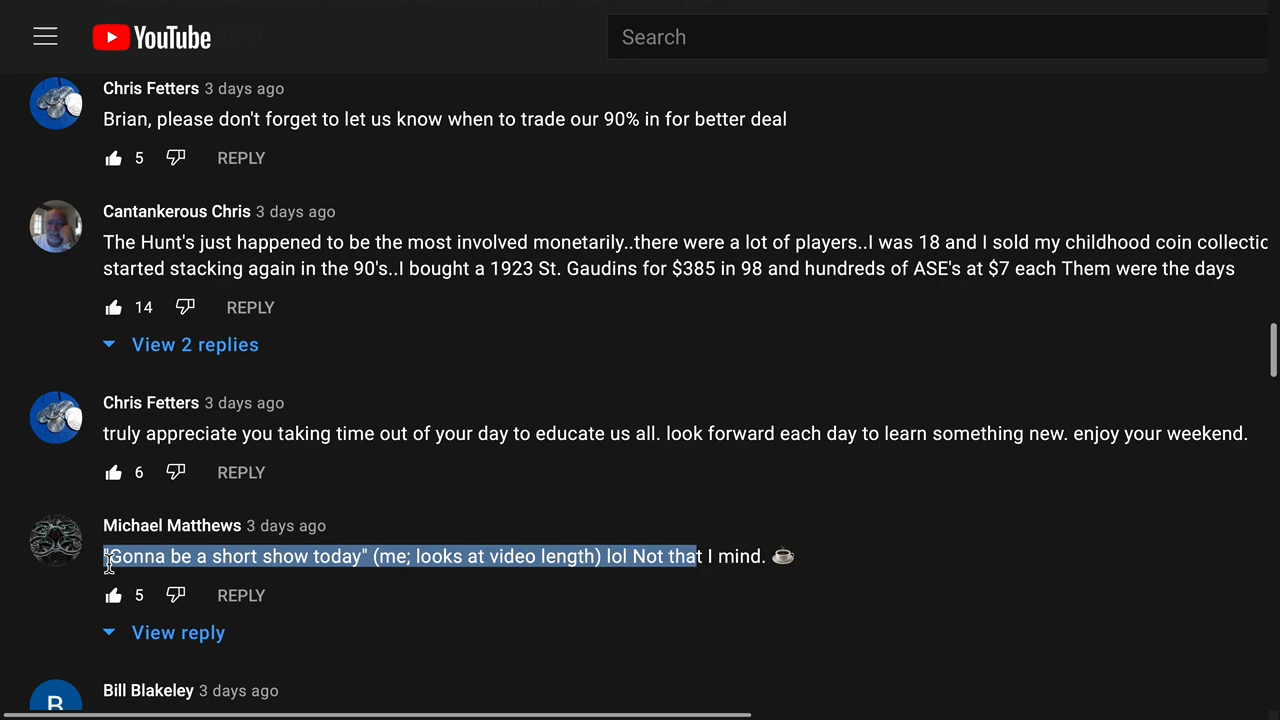 YouTube
Search
Chris Fetters 3 days ago
Brian, please don't forget to let us know when to trade our 90% in for better deal
5 REPLY
Cantankerous Chris 3 days ago
The Hunt's just happened to be the most involved monetarily..there were a lot of players..I was 18 and I sold my childhood coin collectic
started stacking again in the 90's..I bought a 1923 St. Gaudins for $385 in 98 and hundreds of ASE's at $7 each Them were the days
14 REPLY
View 2 replies
Chris Fetters 3 days ago
truly appreciate you taking time out of your day to educate us all. look forward each day to learn something new. enjoy your weekend.
6 REPLY
Michael Matthews 3 days ago
"Gonna be a short show today" (me; looks at video length) lol Not that I mind. ☕
5 REPLY
View reply
Bill Blakeley 3 days ago
B